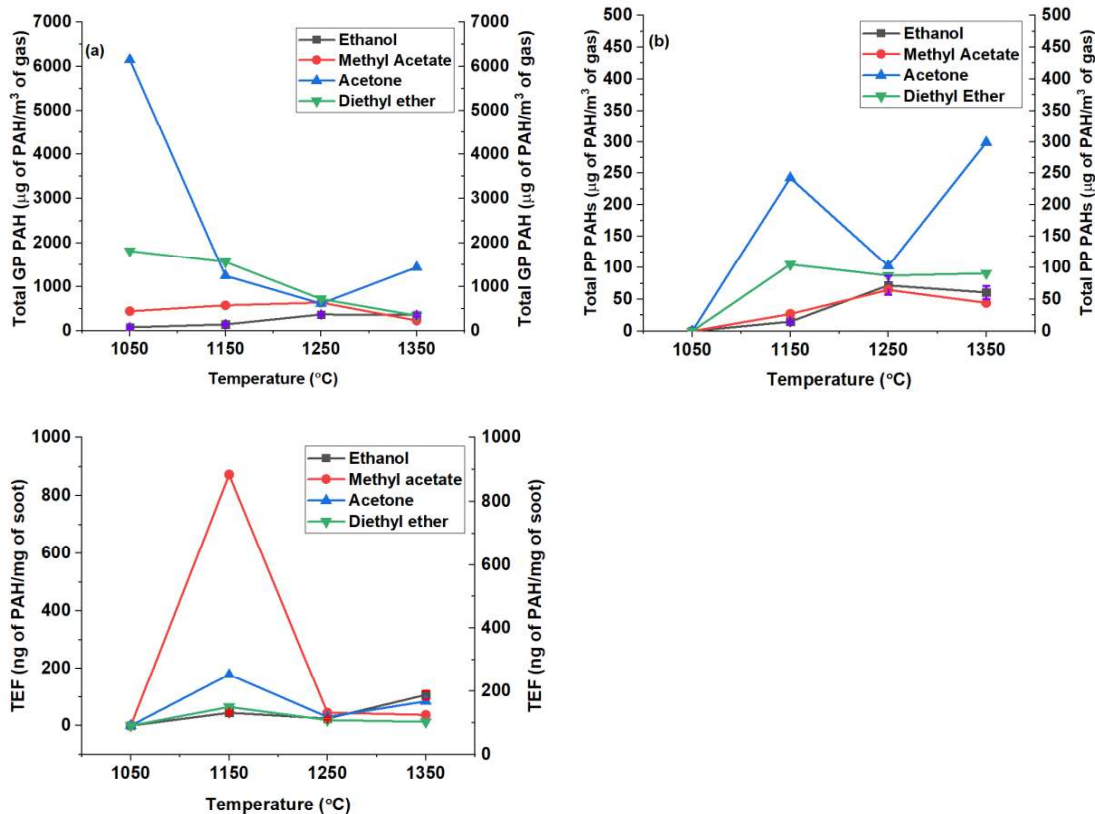 (a)
Ethanol
Methyl Acetate
Acetone
Diethyl ether
7000
6000
5000
4000
3000
2000
1000
0
7000
6000
5000
4000
3000
2000
1000
0
Total GP PAH (µg of PAH/m³ of gas)
Total GP PAH (µg of PAH/m³ of gas)
1050 1150 1250 1350
Temperature (°C)
(b)
Ethanol
Methyl Acetate
Acetone
Diethyl Ether
500
450
400
350
300
250
200
150
100
50
0
500
450
400
350
300
250
200
150
100
50
0
Total PP PAHs (µg of PAH/m³ of gas)
Total PP PAHs (µg of PAH/m³ of gas)
1050 1150 1250 1350
Temperature (°C)
Ethanol
Methyl acetate
Acetone
Diethyl ether
1000
800
600
400
200
0
1000
800
600
400
200
0
TEF (ng of PAH/mg of soot)
TEF (ng of PAH/mg of soot)
1050 1150 1250 1350
Temperature (°C)